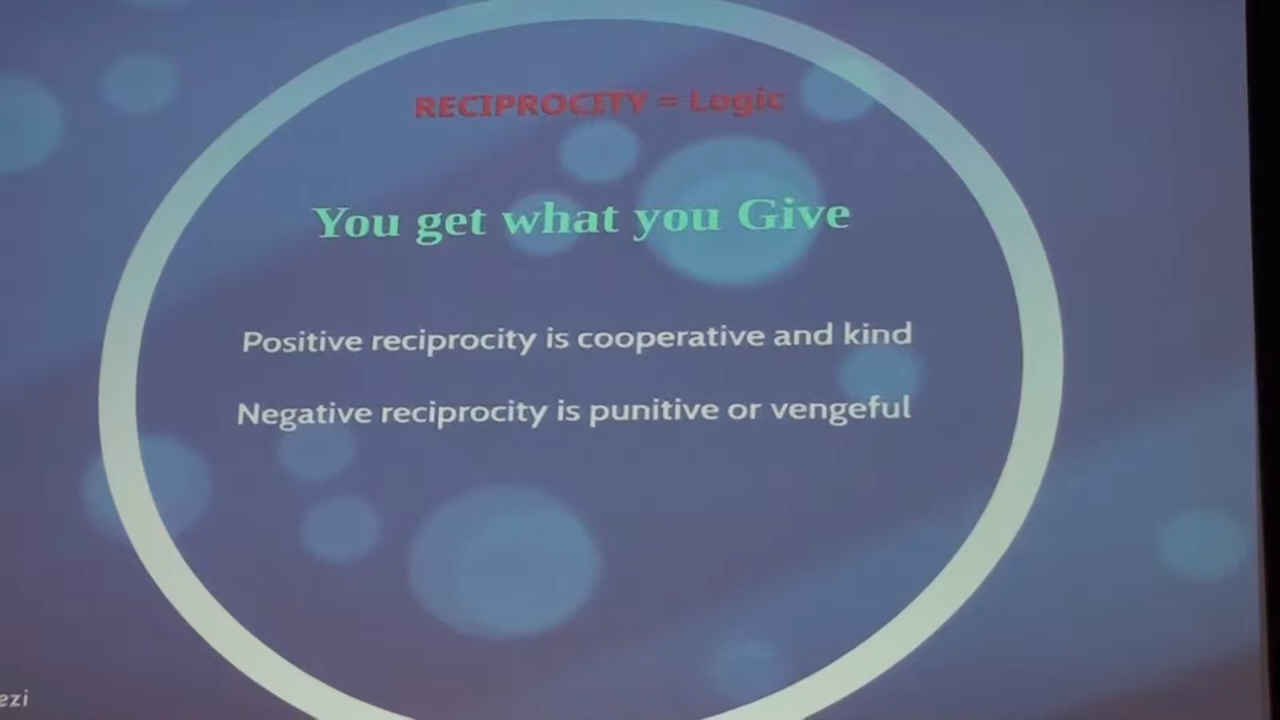 RECIPROCITY = Logic
You get what you Give
Positive reciprocity is cooperative and kind
Negative reciprocity is punitive or vengeful
ezi